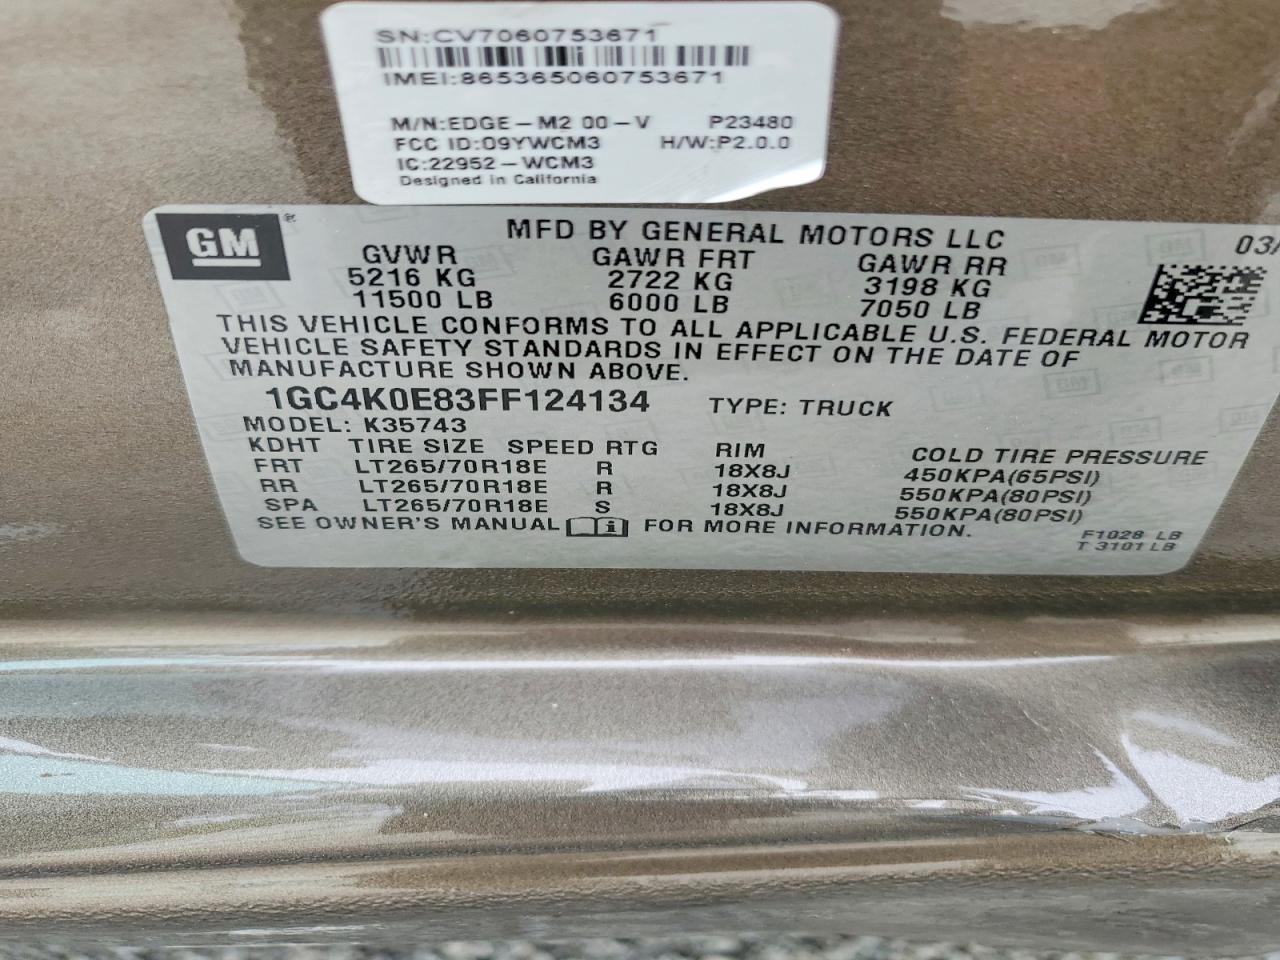 SN:CV7060753671
IMEI:865365060753671
M/N:EDGE-M2 00-V P23480
FCC ID:O9YWCM3 H/W:P2.0.0
IC:22952-WCM3
Designed in California
GM ® MFD BY GENERAL MOTORS LLC 03/
GVWR GAWR FRT GAWR RR
5216 KG 2722 KG 3198 KG
11500 LB 6000 LB 7050 LB
THIS VEHICLE CONFORMS TO ALL APPLICABLE U.S. FEDERAL MOTOR
VEHICLE SAFETY STANDARDS IN EFFECT ON THE DATE OF
MANUFACTURE SHOWN ABOVE.
1GC4K0E83FF124134 TYPE: TRUCK
MODEL: K35743
KDHT TIRE SIZE SPEED RTG RIM COLD TIRE PRESSURE
FRT LT265/70R18E R 18X8J 450KPA(65PSI)
RR LT265/70R18E R 18X8J 550KPA(80PSI)
SPA LT265/70R18E S 18X8J 550KPA(80PSI)
SEE OWNER'S MANUAL i FOR MORE INFORMATION.
F1028 LB
T 3101 LB